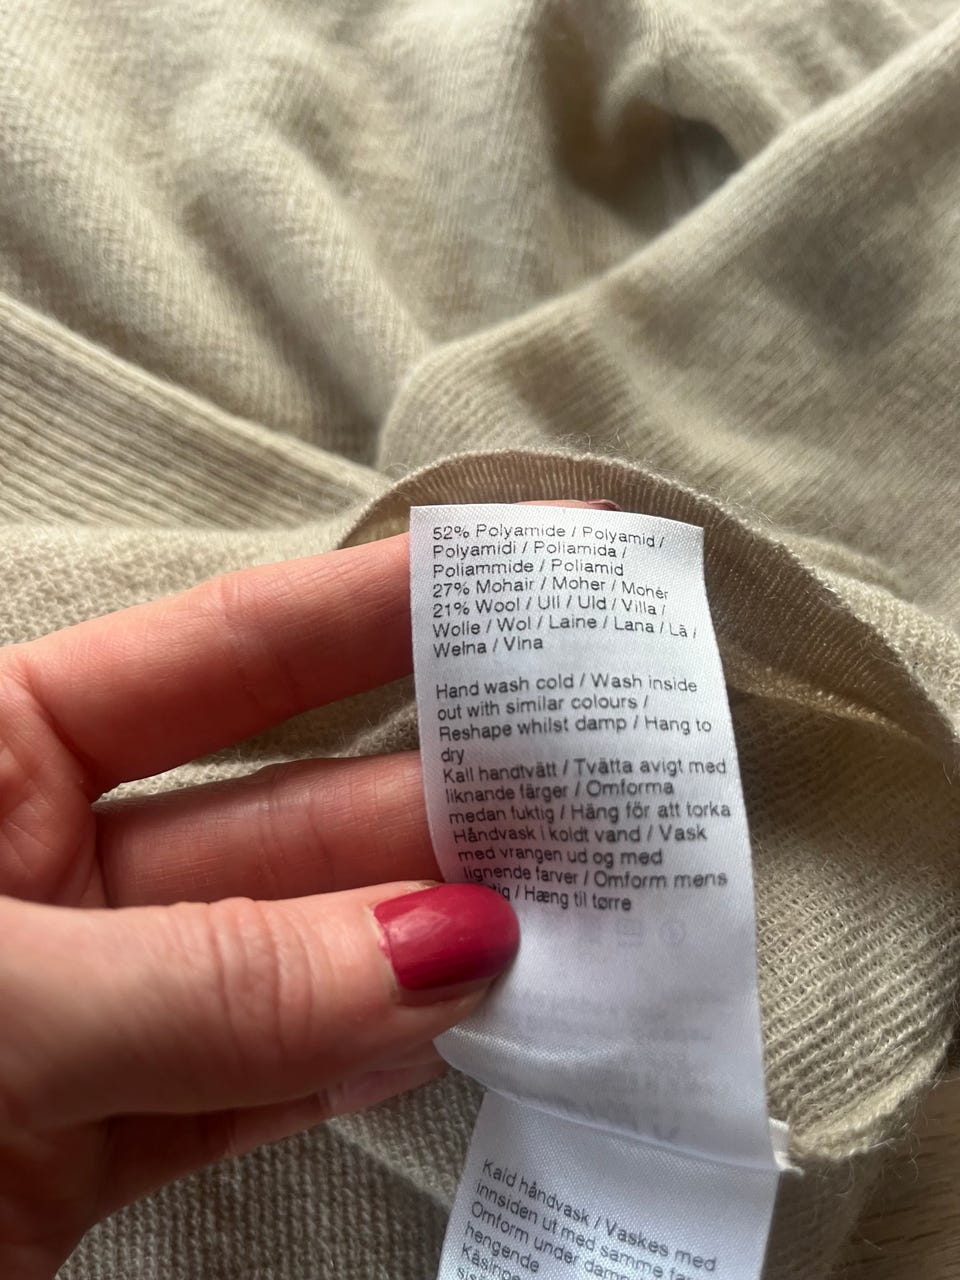 52% Polyamide / Polyamid /
Polyamidi / Poliamida /
Poliammide / Poliamid
27% Mohair / Moher / Mohér
21% Wool / Ull / Uld / Villa /
Wolle / Wol / Laine / Lana / Lã /
Wełna / Vlna
Hand wash cold / Wash inside
out with similar colours /
Reshape whilst damp / Hang to
dry
Kall handtvätt / Tvätta avigt med
liknande färger / Omforma
medan fuktig / Häng för att torka
Håndvask i koldt vand / Vask
med vrangen ud og med
lignende farver / Omform mens
/ Hæng til tørre
Kald håndvask / Vaskes med
innsiden ut med samme
Omform under
hengende